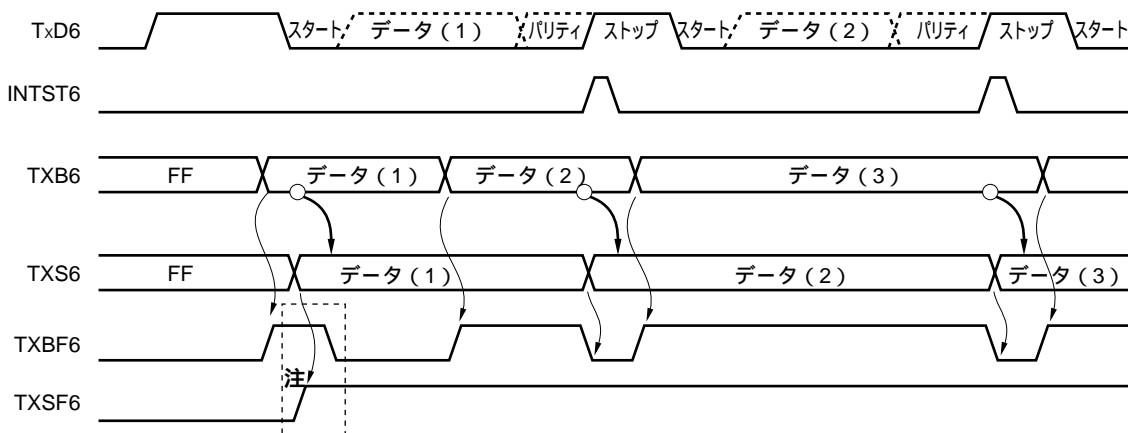 TxD6 スタート データ（1） パリティ ストップ スタート データ（2） パリティ ストップ スタート
INTST6
TXB6 FF データ（1） データ（2） データ（3）
TXS6 FF データ（1） データ（2） データ（3）
TXBF6
注
TXSF6